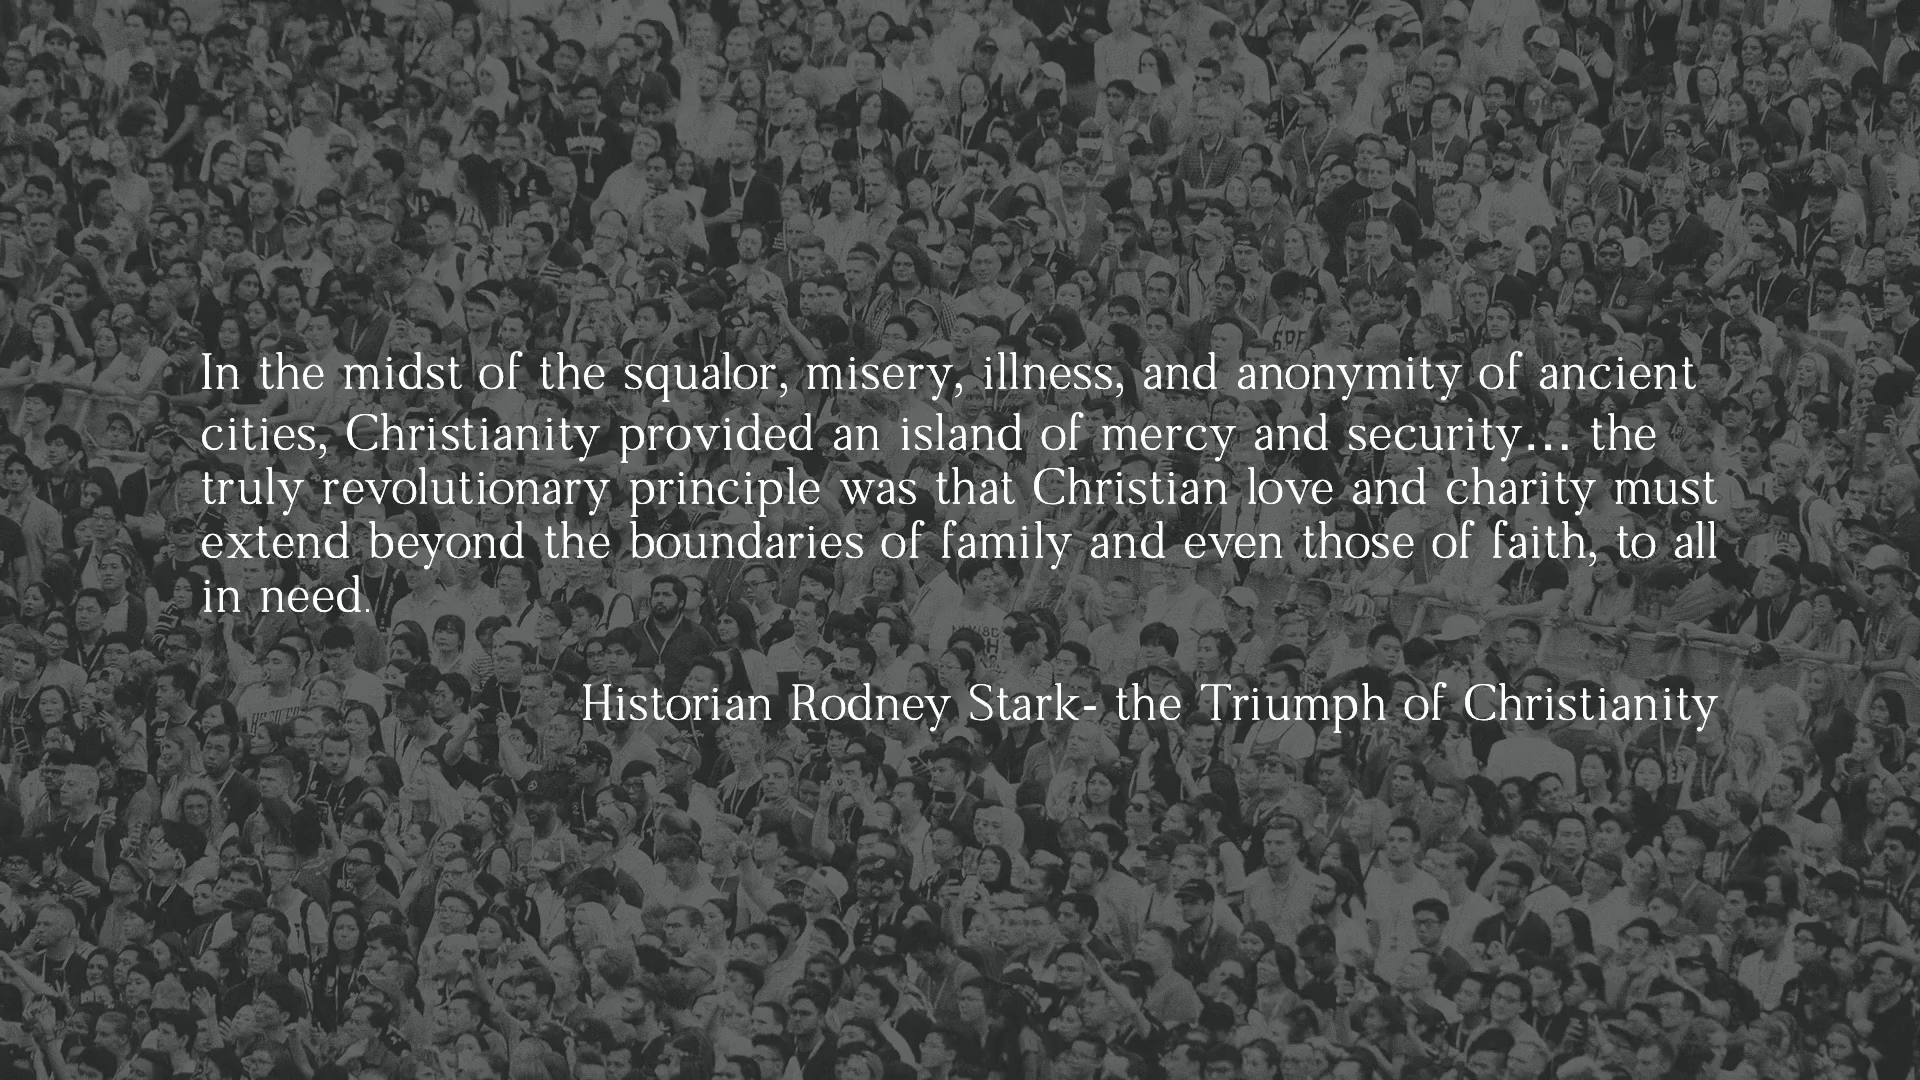 In the midst of the squalor, misery, illness, and anonymity of ancient
cities, Christianity provided an island of mercy and security... the
truly revolutionary principle was that Christian love and charity must
extend beyond the boundaries of family and even those of faith, to all
in need.
Historian Rodney Stark- the Triumph of Christianity